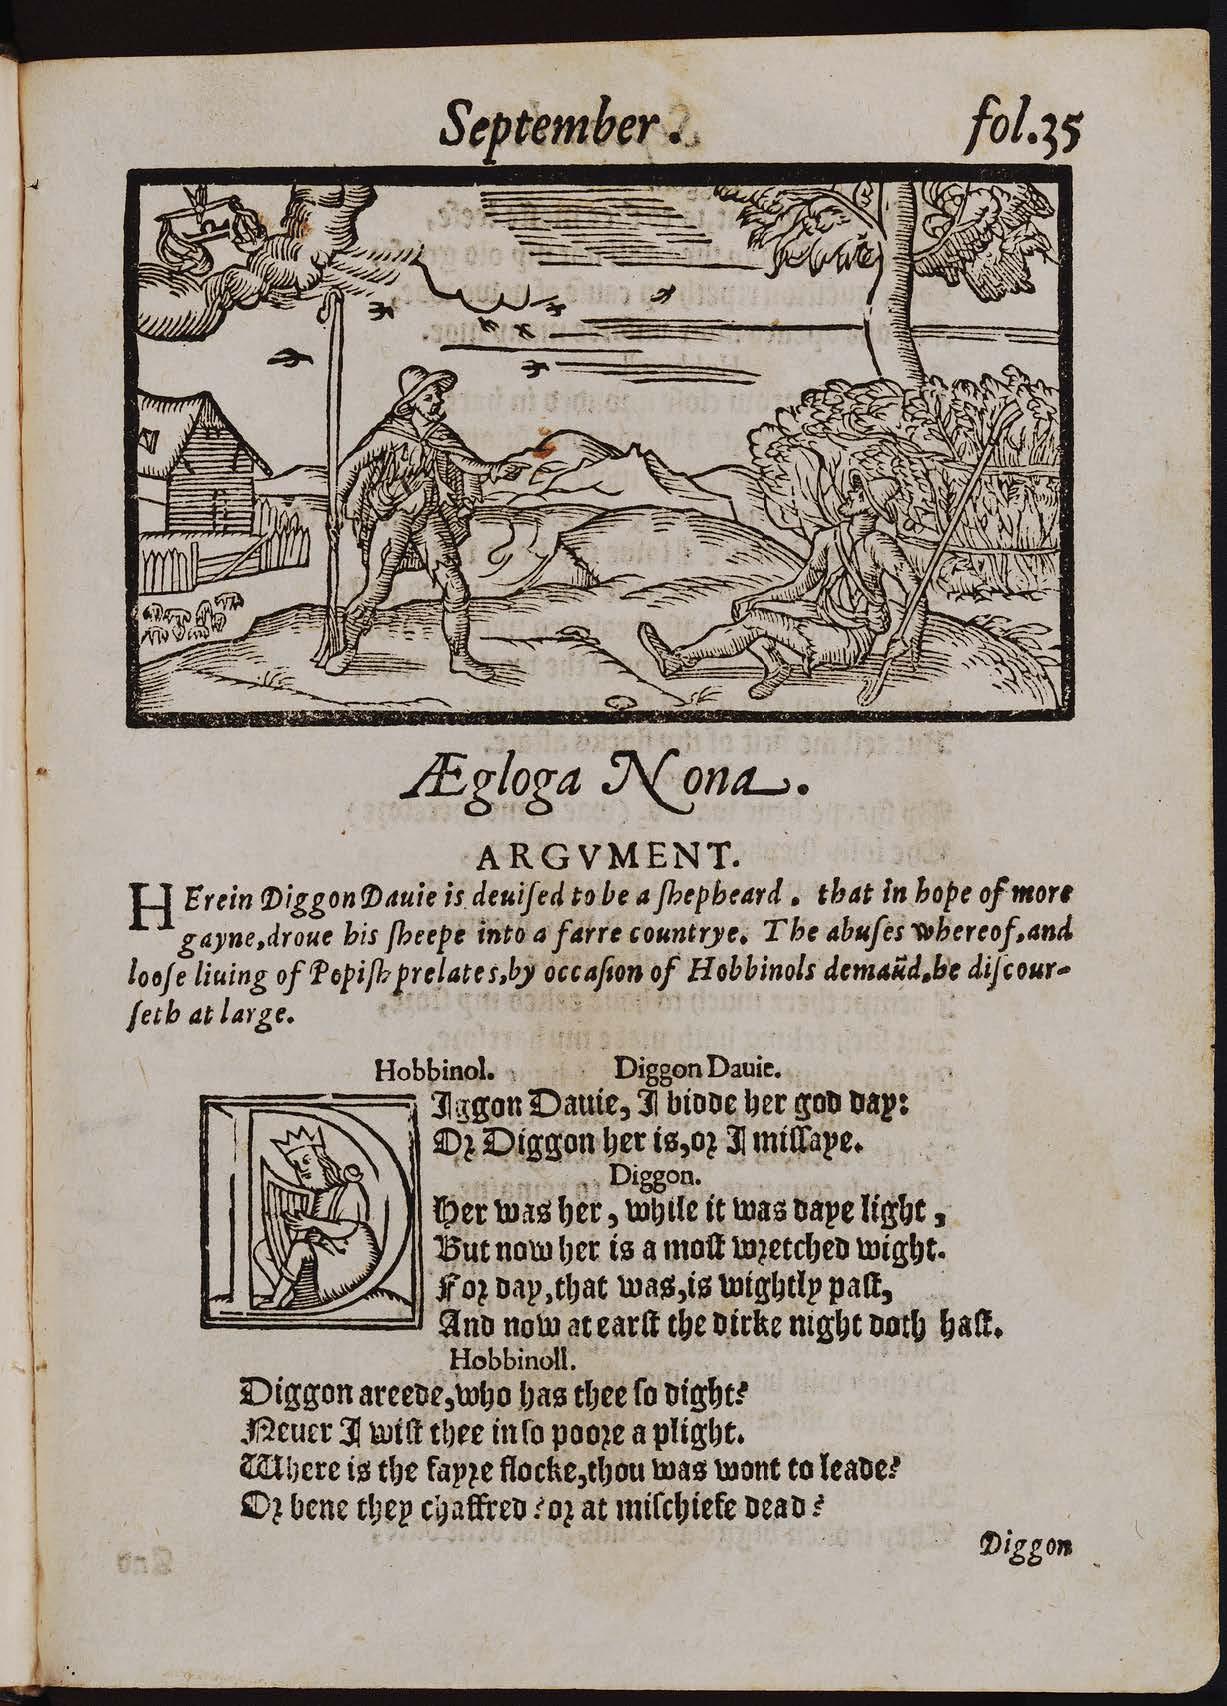 September.
fol.35
Ægloga Nona.
ARGVMENT.
HErein Diggon Dauie is deuiſed to be a ſhepheard. that in hope of more
gayne, droue his ſheepe into a farre countrye. The abuſes whereof, and
looſe liuing of Popiſh prelates, by occaſion of Hobbinols demaũd, he diſcour-
ſeth at large.
Hobbinol. Diggon Dauie.
DIggon Dauie, I bidde her god day:
Or Diggon her is, or I miſſaye.
Diggon.
Her was her, while it was daye light,
But now her is a moſt wretched wight.
For day, that was, is wightly paſt,
And now at earſt the dirke night doth haſt.
Hobbinoll.
Diggon areede, who has thee ſo dight?
Neuer I wiſt thee in ſo poore a plight.
Where is the fayre flocke, thou was wont to leade?
Or bene they chaffred? or at miſchiefe dead?
Diggon